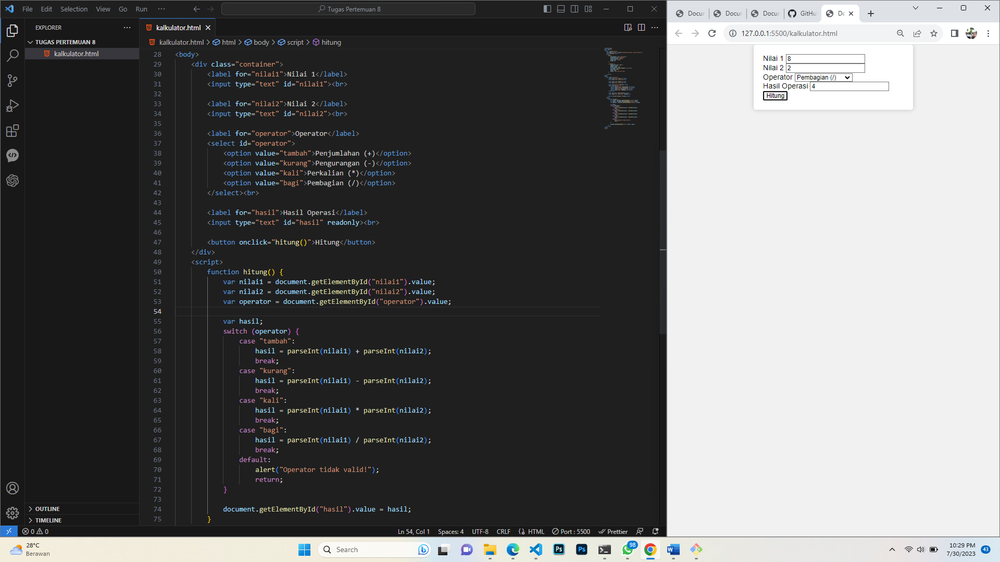 File Edit Selection View Go Run ···
Tugas Pertemuan 8
EXPLORER
TUGAS PERTEMUAN 8
kalkulator.html
OUTLINE
TIMELINE
kalkulator.html
kalkulator.html > html > body > script > hitung
28 <body>
29 <div class="container">
30 <label for="nilai1">Nilai 1</label>
31 <input type="text" id="nilai1"><br>
32
33 <label for="nilai2">Nilai 2</label>
34 <input type="text" id="nilai2"><br>
35
36 <label for="operator">Operator</label>
37 <select id="operator">
38 <option value="tambah">Penjumlahan (+)</option>
39 <option value="kurang">Pengurangan (-)</option>
40 <option value="kali">Perkalian (*)</option>
41 <option value="bagi">Pembagian (/)</option>
42 </select><br>
43
44 <label for="hasil">Hasil Operasi</label>
45 <input type="text" id="hasil" readonly><br>
46
47 <button onclick="hitung()">Hitung</button>
48 </div>
49 <script>
50 function hitung() {
51 var nilai1 = document.getElementById("nilai1").value;
52 var nilai2 = document.getElementById("nilai2").value;
53 var operator = document.getElementById("operator").value;
54
55 var hasil;
56 switch (operator) {
57 case "tambah":
58 hasil = parseInt(nilai1) + parseInt(nilai2);
59 break;
60 case "kurang":
61 hasil = parseInt(nilai1) - parseInt(nilai2);
62 break;
63 case "kali":
64 hasil = parseInt(nilai1) * parseInt(nilai2);
65 break;
66 case "bagi":
67 hasil = parseInt(nilai1) / parseInt(nilai2);
68 break;
69 default:
70 alert("Operator tidak valid!");
71 return;
72 }
73
74 document.getElementById("hasil").value = hasil;
75 }
0 0
Ln 54, Col 1 Spaces: 4 UTF-8 CRLF HTML Port : 5500 Prettier
Docur Docur Docur GitHu Do
127.0.0.1:5500/kalkulator.html
Nilai 1 8
Nilai 2 2
Operator Pembagian (/)
Hasil Operasi 4
Hitung
28°C
Berawan
Search
Ps
Ps
98
W
10:29 PM
7/30/2023
43